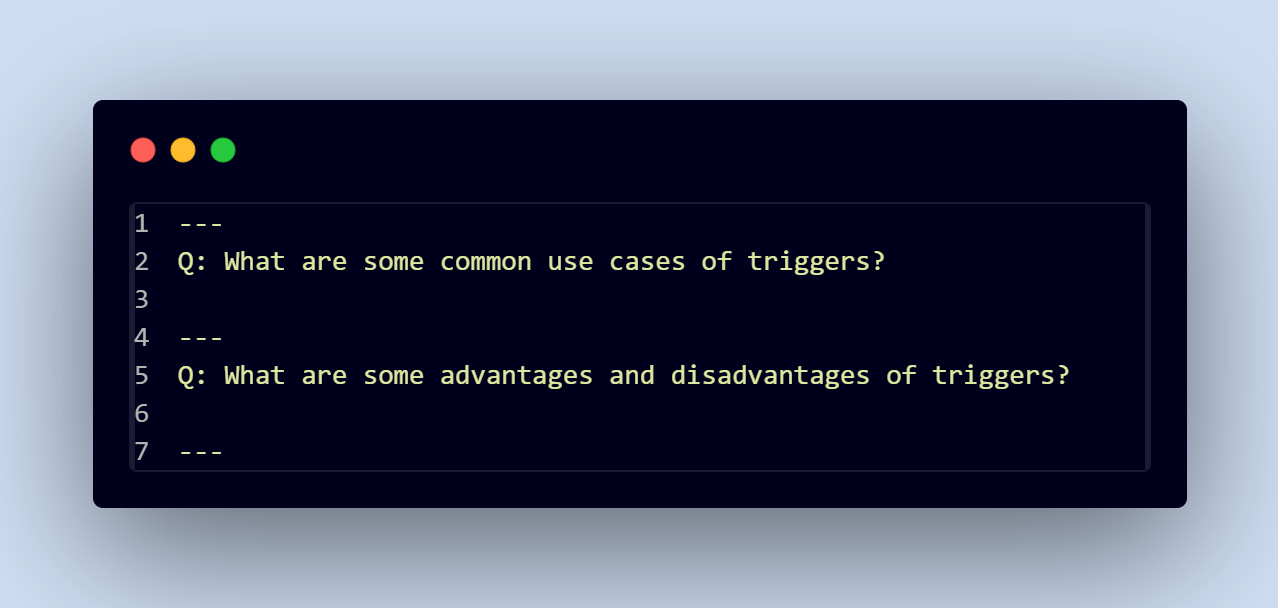 1 ---
2 Q: What are some common use cases of triggers?
3
4 ---
5 Q: What are some advantages and disadvantages of triggers?
6
7 ---